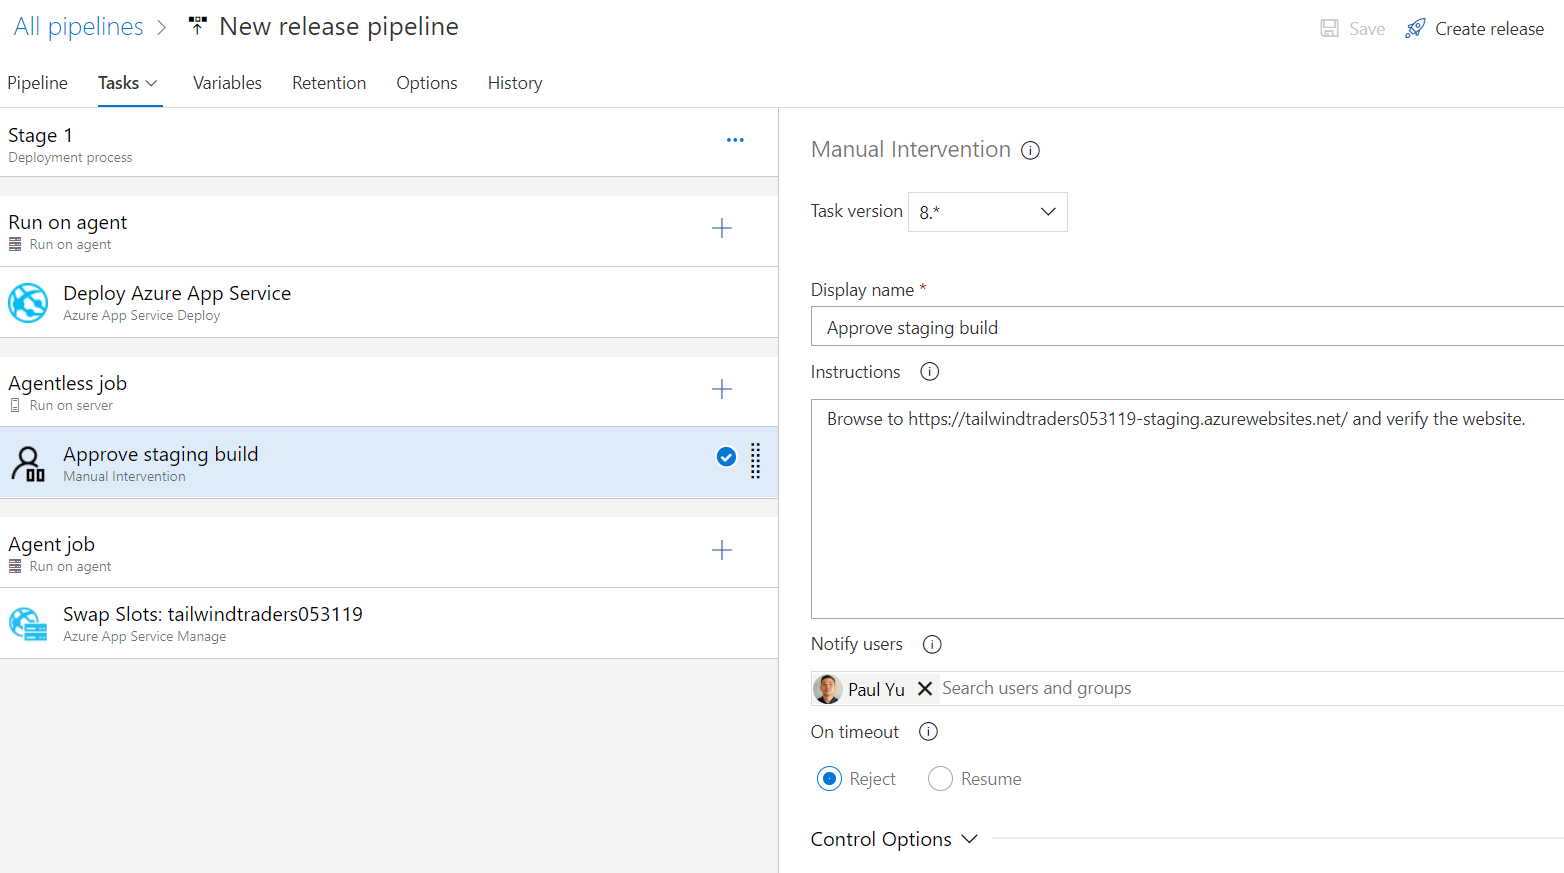 All pipelines > New release pipeline
Save Create release
Pipeline Tasks Variables Retention Options History
Stage 1
Deployment process
Run on agent
Run on agent
Deploy Azure App Service
Azure App Service Deploy
Agentless job
Run on server
Approve staging build
Manual Intervention
Agent job
Run on agent
Swap Slots: tailwindtraders053119
Azure App Service Manage
Manual Intervention
Task version 8.*
Display name *
Approve staging build
Instructions
Browse to https://tailwindtraders053119-staging.azurewebsites.net/ and verify the website.
Notify users
Paul Yu Search users and groups
On timeout
Reject Resume
Control Options